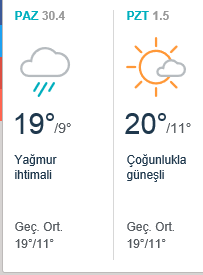 PAZ 30.4
19°/9°
Yağmur
ihtimali
Geç. Ort.
19°/11°
PZT 1.5
20°/11°
Çoğunlukla
güneşli
Geç. Ort.
19°/11°